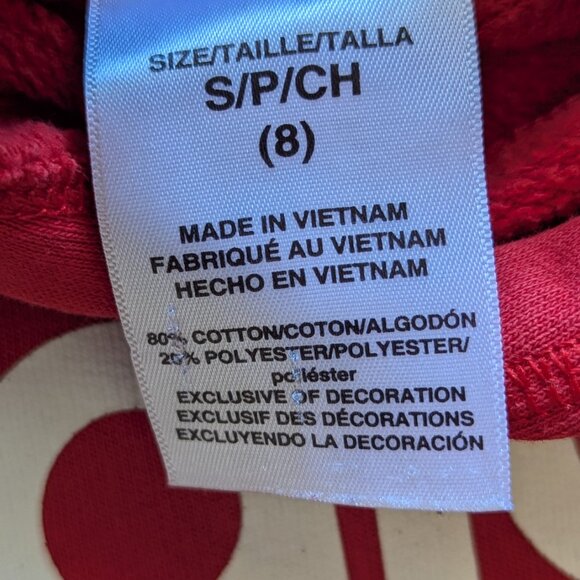 SIZE/TAILLE/TALLA
S/P/CH
(8)
MADE IN VIETNAM
FABRIQUÉ AU VIETNAM
HECHO EN VIETNAM
80% COTTON/COTON/ALGODÓN
20% POLYESTER/POLYESTER/
poliéster
EXCLUSIVE OF DECORATION
EXCLUSIF DES DÉCORATIONS
EXCLUYENDO LA DECORACIÓN